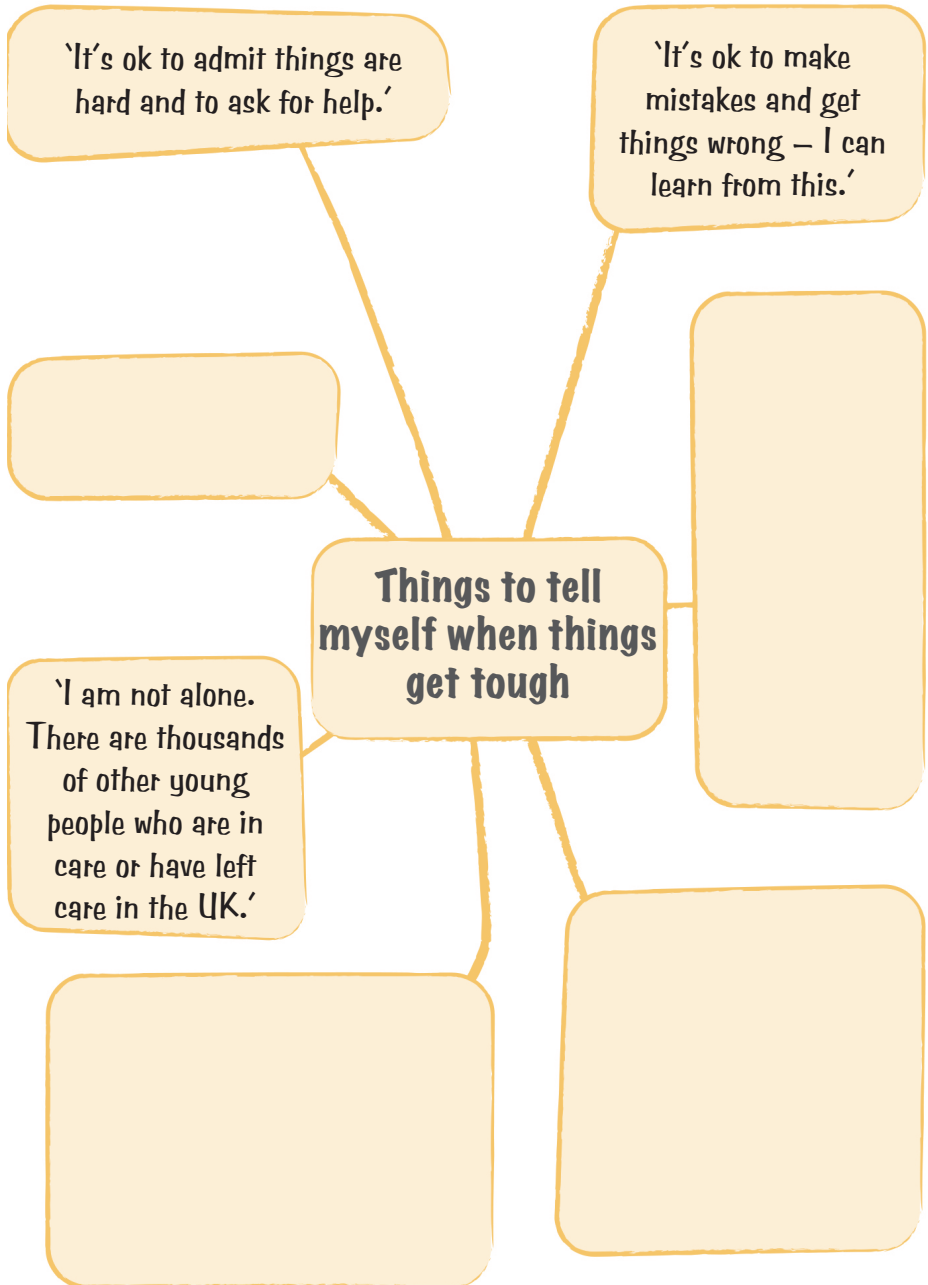 ‘It’s ok to admit things are
hard and to ask for help.’
‘It’s ok to make
mistakes and get
things wrong – I can
learn from this.’
Things to tell
myself when things
get tough
‘I am not alone.
There are thousands
of other young
people who are in
care or have left
care in the UK.’